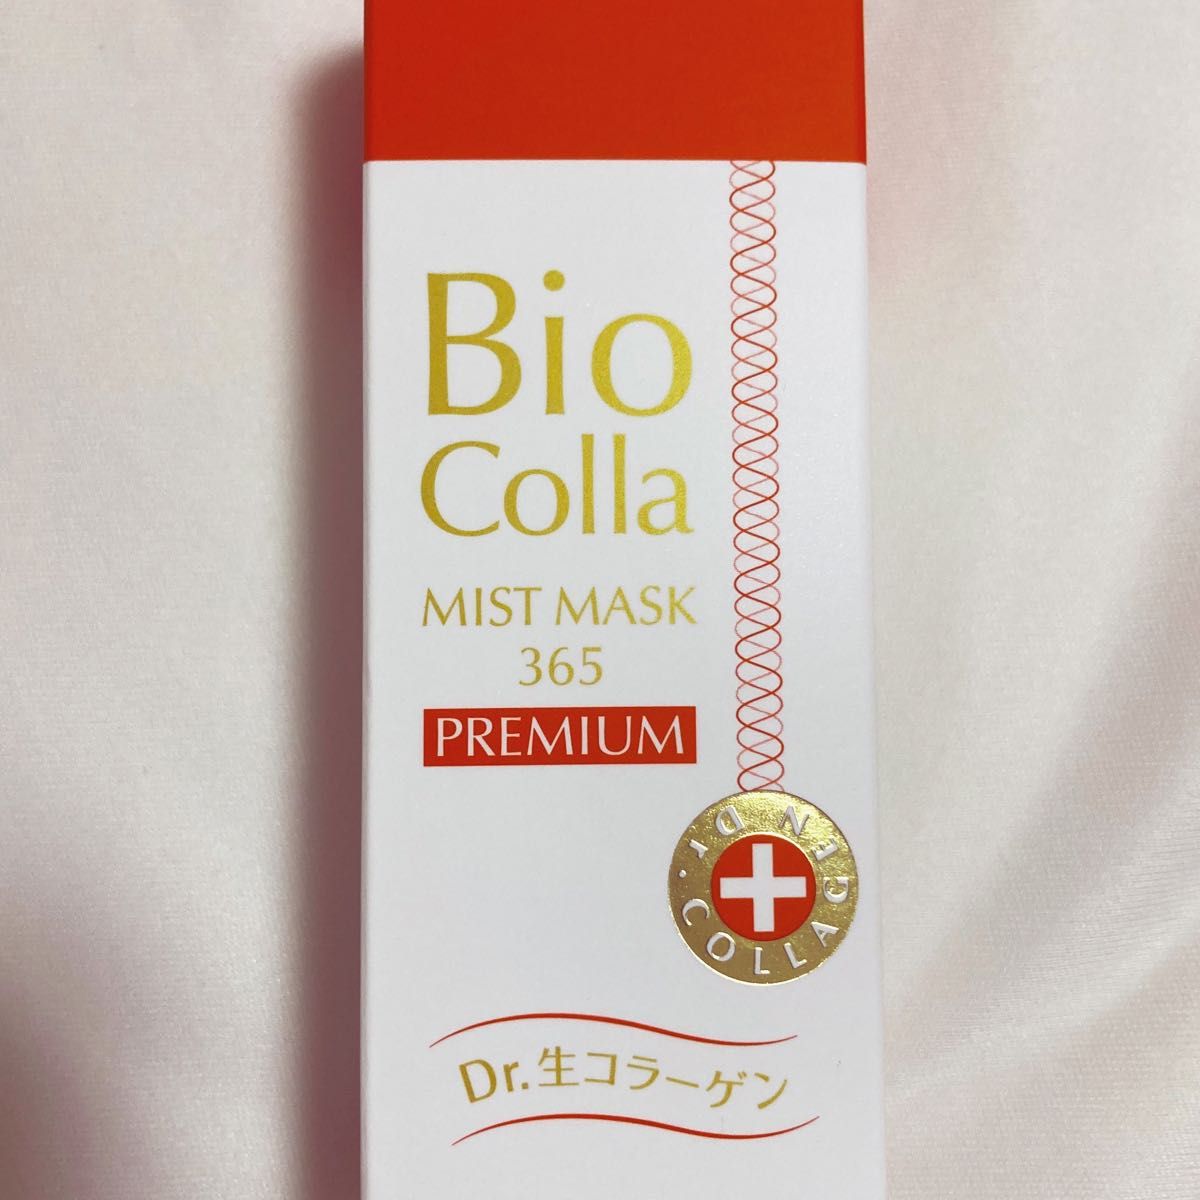 Bio
Colla
MIST MASK
365
PREMIUM
Dr. COLLAGEN
Dr.生コラーゲン